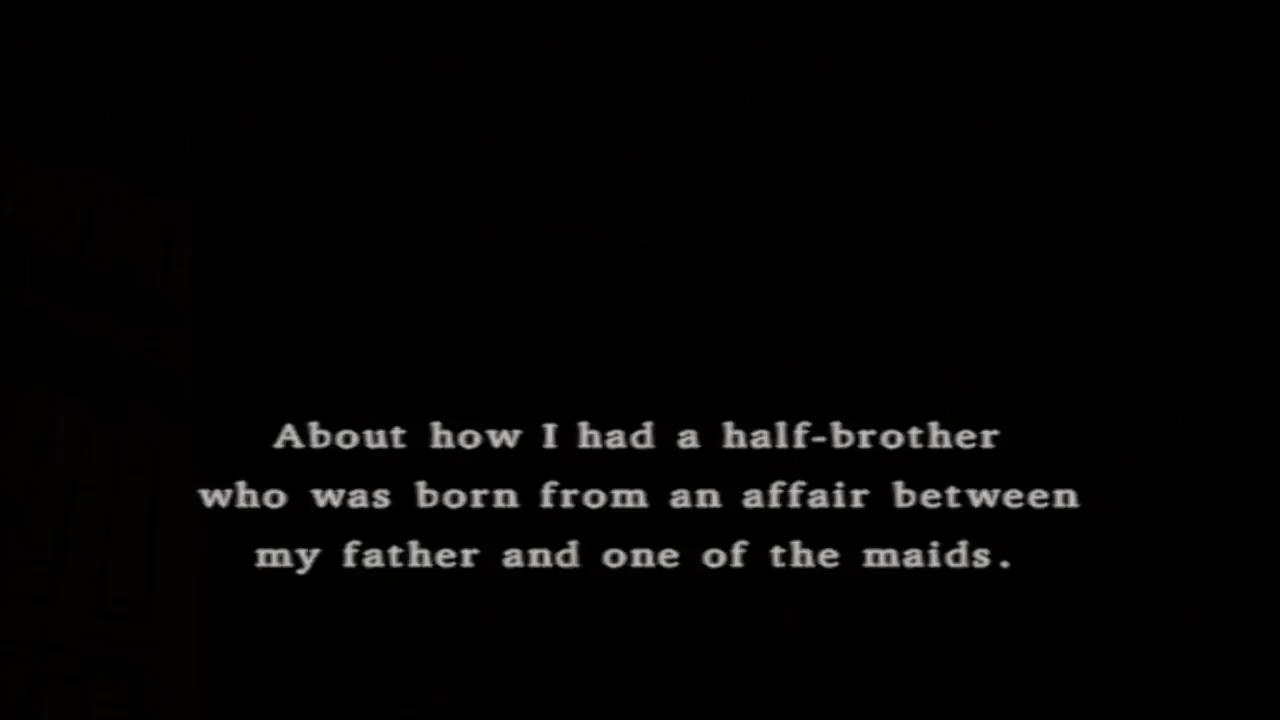 About how I had a half-brother
who was born from an affair between
my father and one of the maids.